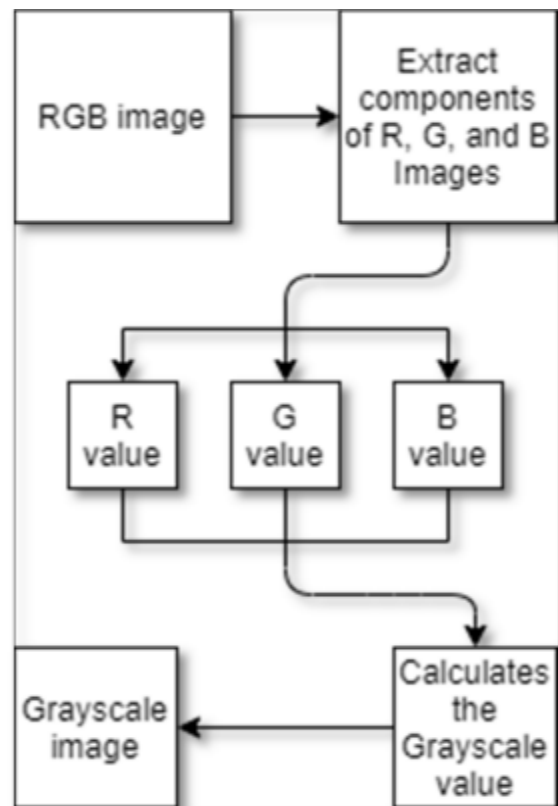 RGB image
Extract
components
of R, G, and B
Images
R
value
G
value
B
value
Grayscale
image
Calculates
the
Grayscale
value